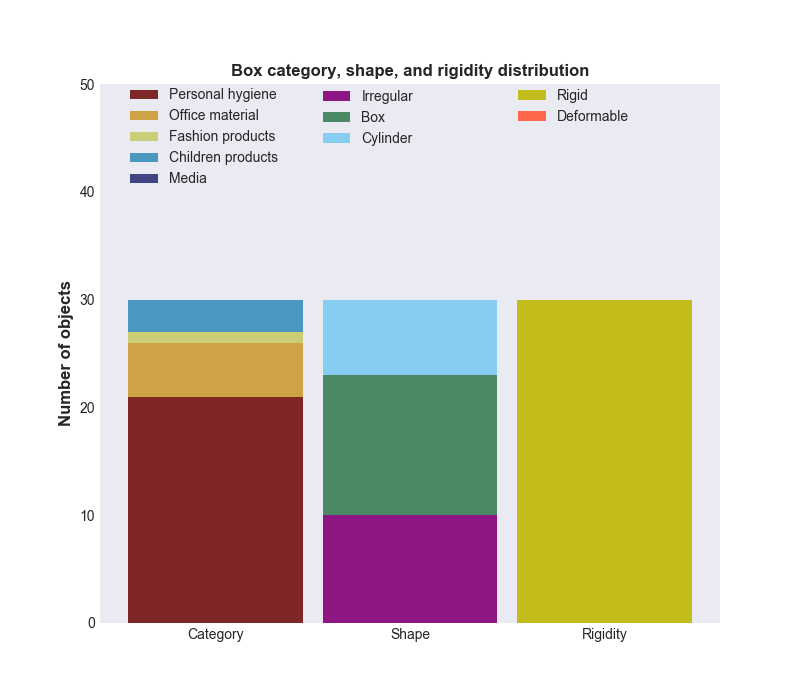 Box category, shape, and rigidity distribution
50
40
30
20
10
0
Number of objects
Personal hygiene
Office material
Fashion products
Children products
Media
Irregular
Box
Cylinder
Rigid
Deformable
Category
Shape
Rigidity